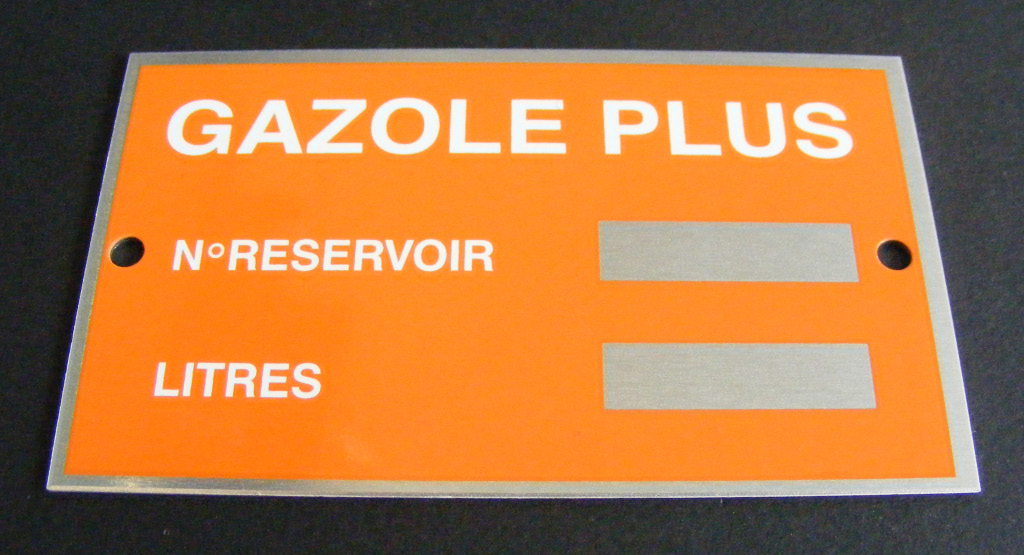 GAZOLE PLUS
N°RESERVOIR
LITRES